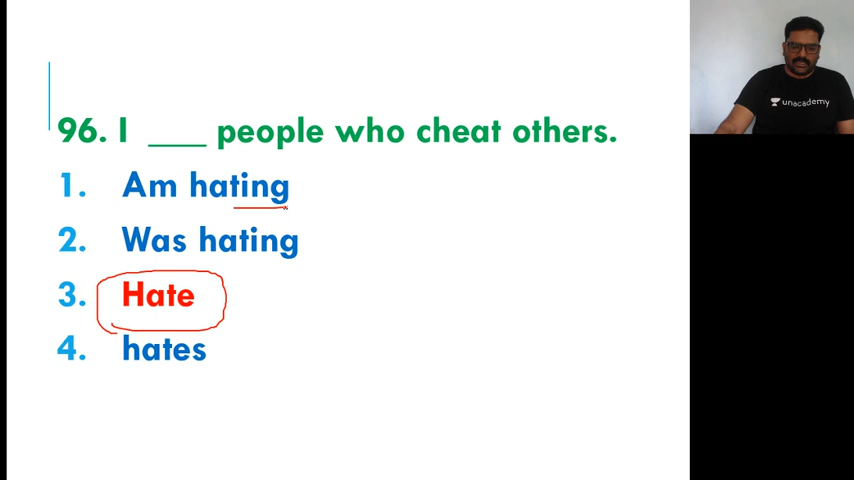 96. I ___ people who cheat others.
1. Am hating
2. Was hating
3. Hate
4. hates
unacademy